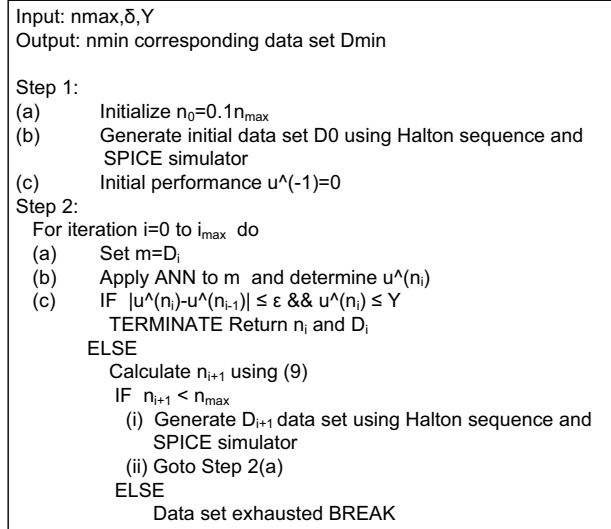 Input: nmax,δ,Y
Output: nmin corresponding data set Dmin
Step 1:
(a) Initialize n₀=0.1nₘₐₓ
(b) Generate initial data set D0 using Halton sequence and
SPICE simulator
(c) Initial performance u^(-1)=0
Step 2:
For iteration i=0 to iₘₐₓ do
(a) Set m=Dᵢ
(b) Apply ANN to m and determine u^(nᵢ)
(c) IF |u^(nᵢ)-u^(nᵢ₋₁)| ≤ ε && u^(nᵢ) ≤ Y
TERMINATE Return nᵢ and Dᵢ
ELSE
Calculate nᵢ₊₁ using (9)
IF nᵢ₊₁ < nₘₐₓ
(i) Generate Dᵢ₊₁ data set using Halton sequence and
SPICE simulator
(ii) Goto Step 2(a)
ELSE
Data set exhausted BREAK